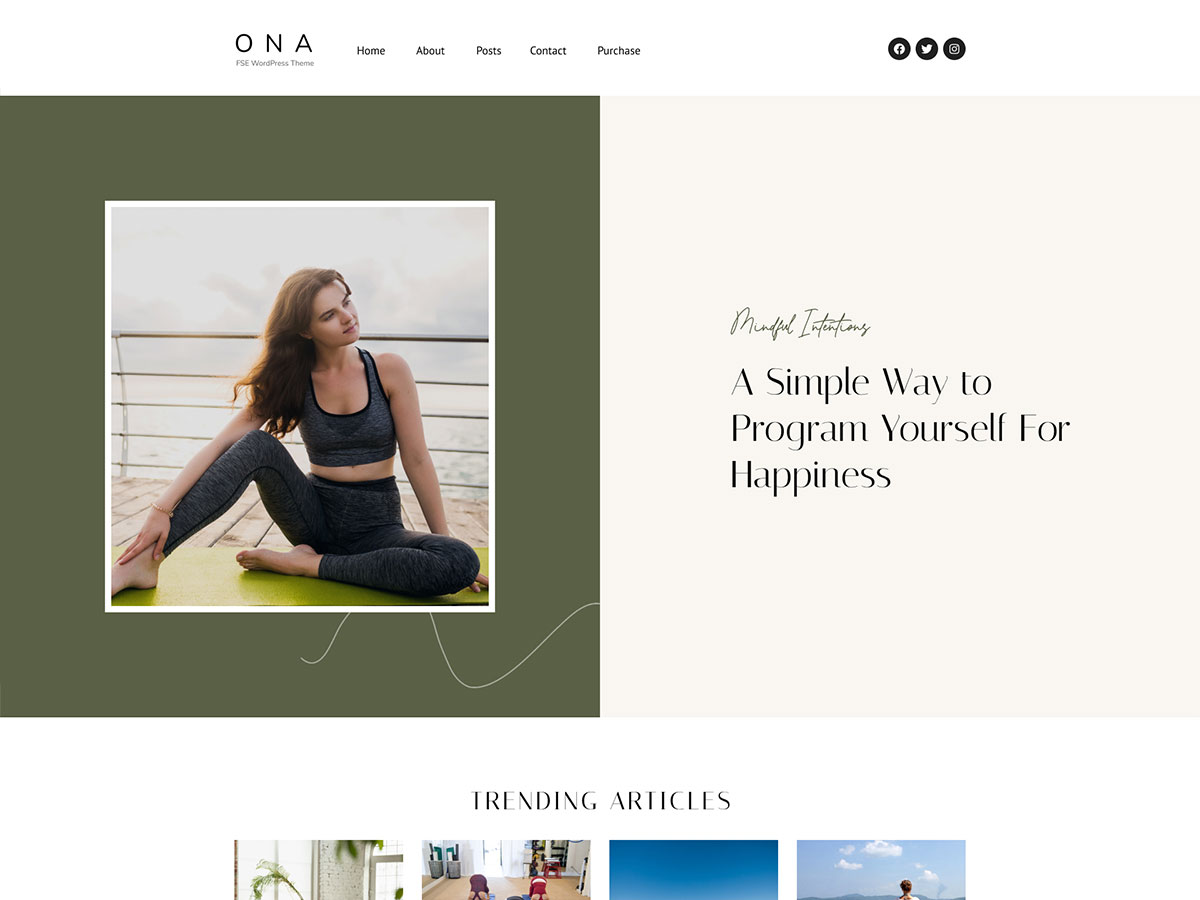 ONA
FSE WordPress Theme
Home About Posts Contact Purchase
Mindful Intentions
A Simple Way to
Program Yourself For
Happiness
TRENDING ARTICLES